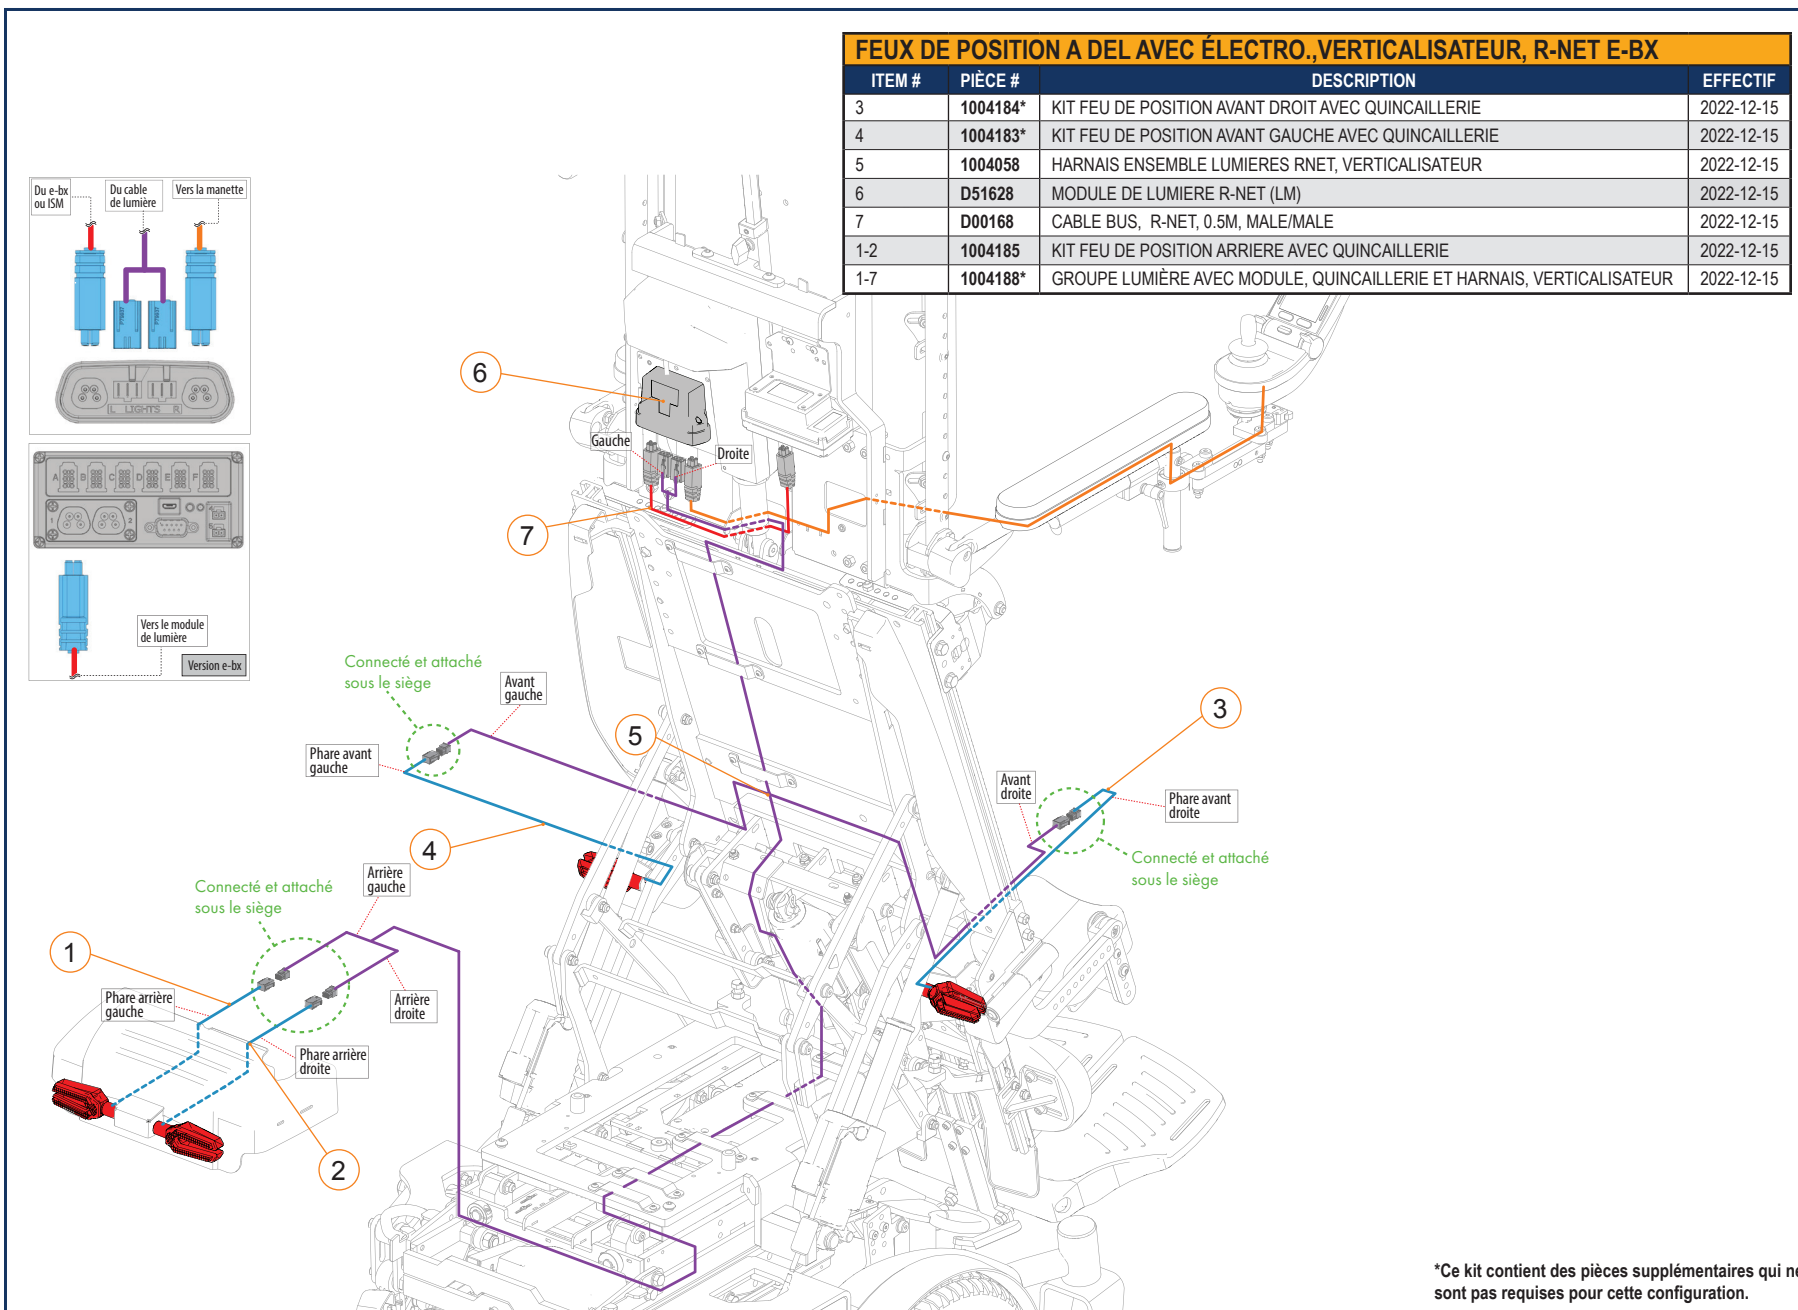 FEUX DE POSITION A DEL AVEC ÉLECTRO.,VERTICALISATEUR, R-NET E-BX
ITEM # PIÈCE # DESCRIPTION EFFECTIF
3 1004184* KIT FEU DE POSITION AVANT DROIT AVEC QUINCAILLERIE 2022-12-15
4 1004183* KIT FEU DE POSITION AVANT GAUCHE AVEC QUINCAILLERIE 2022-12-15
5 1004058 HARNAIS ENSEMBLE LUMIERES RNET, VERTICALISATEUR 2022-12-15
6 D51628 MODULE DE LUMIERE R-NET (LM) 2022-12-15
7 D00168 CABLE BUS, R-NET, 0.5M, MALE/MALE 2022-12-15
1-2 1004185 KIT FEU DE POSITION ARRIERE AVEC QUINCAILLERIE 2022-12-15
1-7 1004188* GROUPE LUMIÈRE AVEC MODULE, QUINCAILLERIE ET HARNAIS, VERTICALISATEUR 2022-12-15
Du e-bx
ou ISM
Du cable
de lumière
Vers la manette
L LIGHTS R
A B C D E F
1 2
Vers le module
de lumière
Version e-bx
6
Gauche
Droite
7
Connecté et attaché
sous le siège
Avant
gauche
Phare avant
gauche
5
3
Avant
droite
Phare avant
droite
Connecté et attaché
sous le siège
4
Connecté et attaché
sous le siège
Arrière
gauche
1
Phare arrière
gauche
Arrière
droite
Phare arrière
droite
2
*Ce kit contient des pièces supplémentaires qui ne
sont pas requises pour cette configuration.